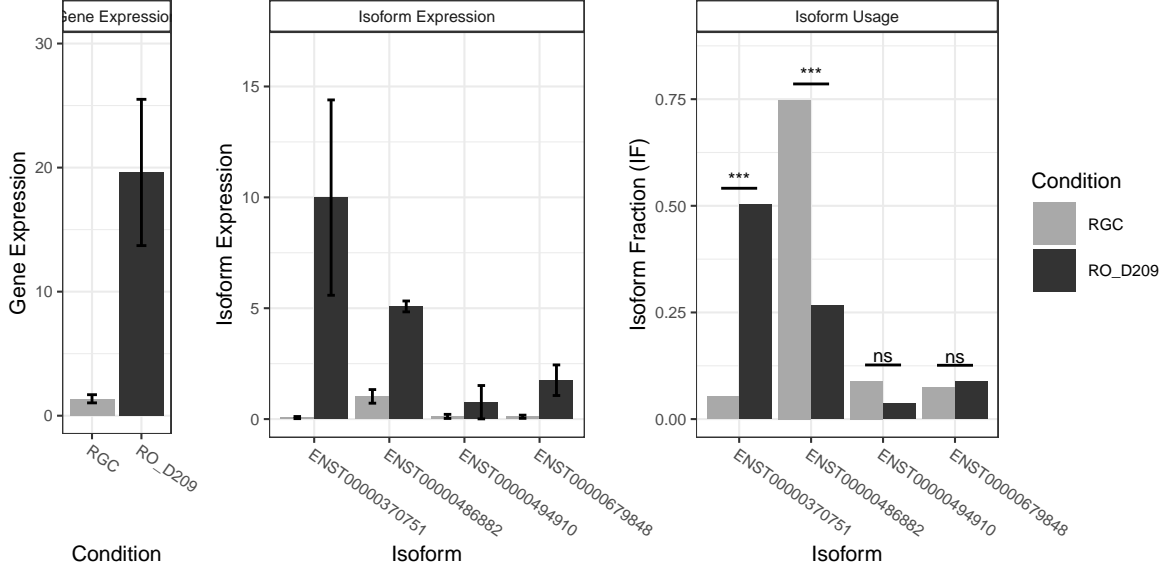 Gene Expression
Isoform Expression
Isoform Usage
Gene Expression
30
20
10
0
RGC
RO_D209
Condition
Isoform Expression
15
10
5
0
ENST00000370751
ENST00000486882
ENST00000494910
ENST00000679848
Isoform
Isoform Fraction (IF)
0.75
0.50
0.25
0.00
***
***
ns
ns
ENST00000370751
ENST00000486882
ENST00000494910
ENST00000679848
Isoform
Condition
RGC
RO_D209